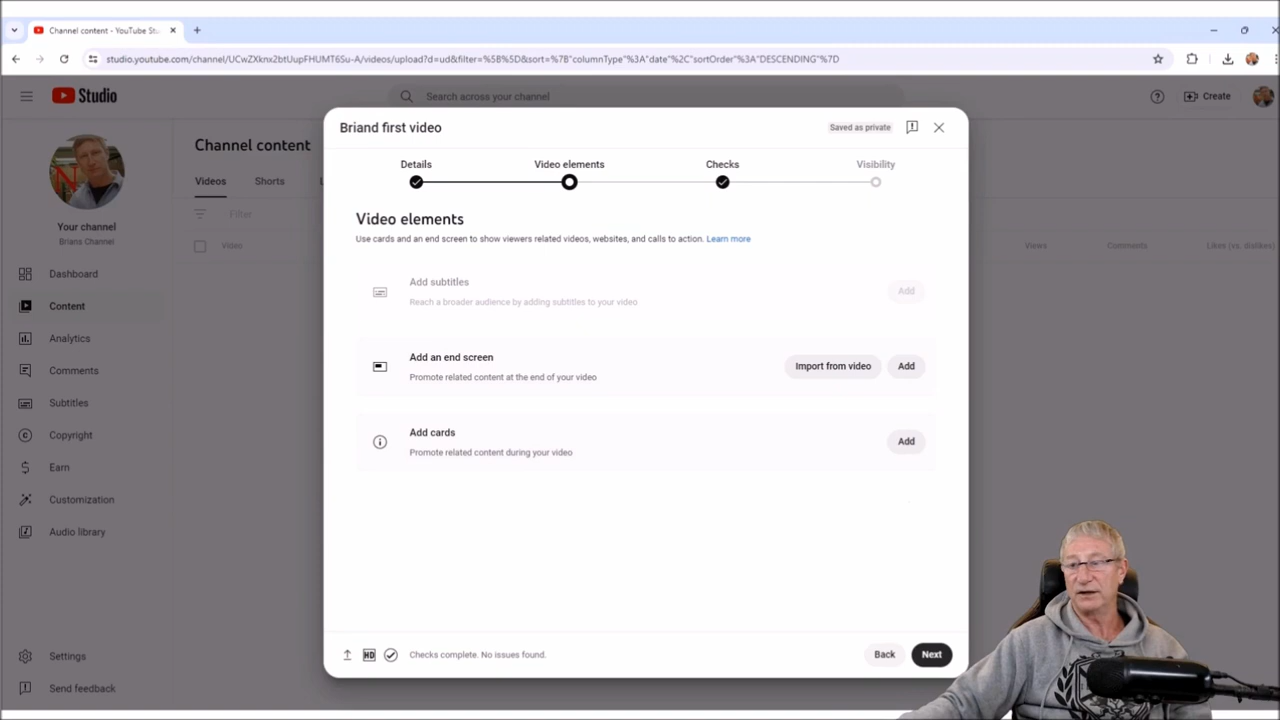 Channel content - YouTube Stu
studio.youtube.com/channel/UCwZXknx2btUupFHUMT6Su-A/videos/upload?d=ud&filter=%5B%5D&sort=%7B"columnType"%3A"date"%2C"sortOrder"%3A"DESCENDING"%7D
Studio
Search across your channel
Create
Your channel
Brians Channel
Dashboard
Content
Analytics
Comments
Subtitles
Copyright
Earn
Customization
Audio library
Settings
Send feedback
Channel content
Videos Shorts L
Filter
Video Views Comments Likes (vs. dislikes)
Briand first video
Saved as private
Details Video elements Checks Visibility
Video elements
Use cards and an end screen to show viewers related videos, websites, and calls to action. Learn more
Add subtitles
Reach a broader audience by adding subtitles to your video
Add
Add an end screen
Promote related content at the end of your video
Import from video Add
Add cards
Promote related content during your video
Add
HD Checks complete. No issues found.
Back Next
N